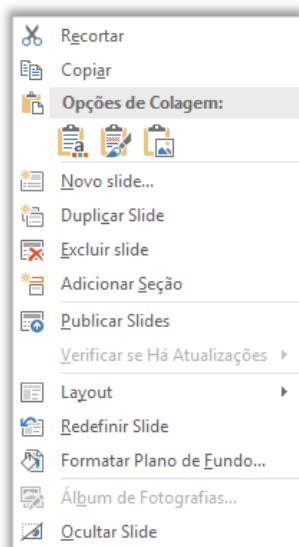 Recortar
Copiar
Opções de Colagem:
Novo slide...
Duplicar Slide
Excluir slide
Adicionar Seção
Publicar Slides
Verificar se Há Atualizações
Layout
Redefinir Slide
Formatar Plano de Fundo...
Álbum de Fotografias...
Ocultar Slide